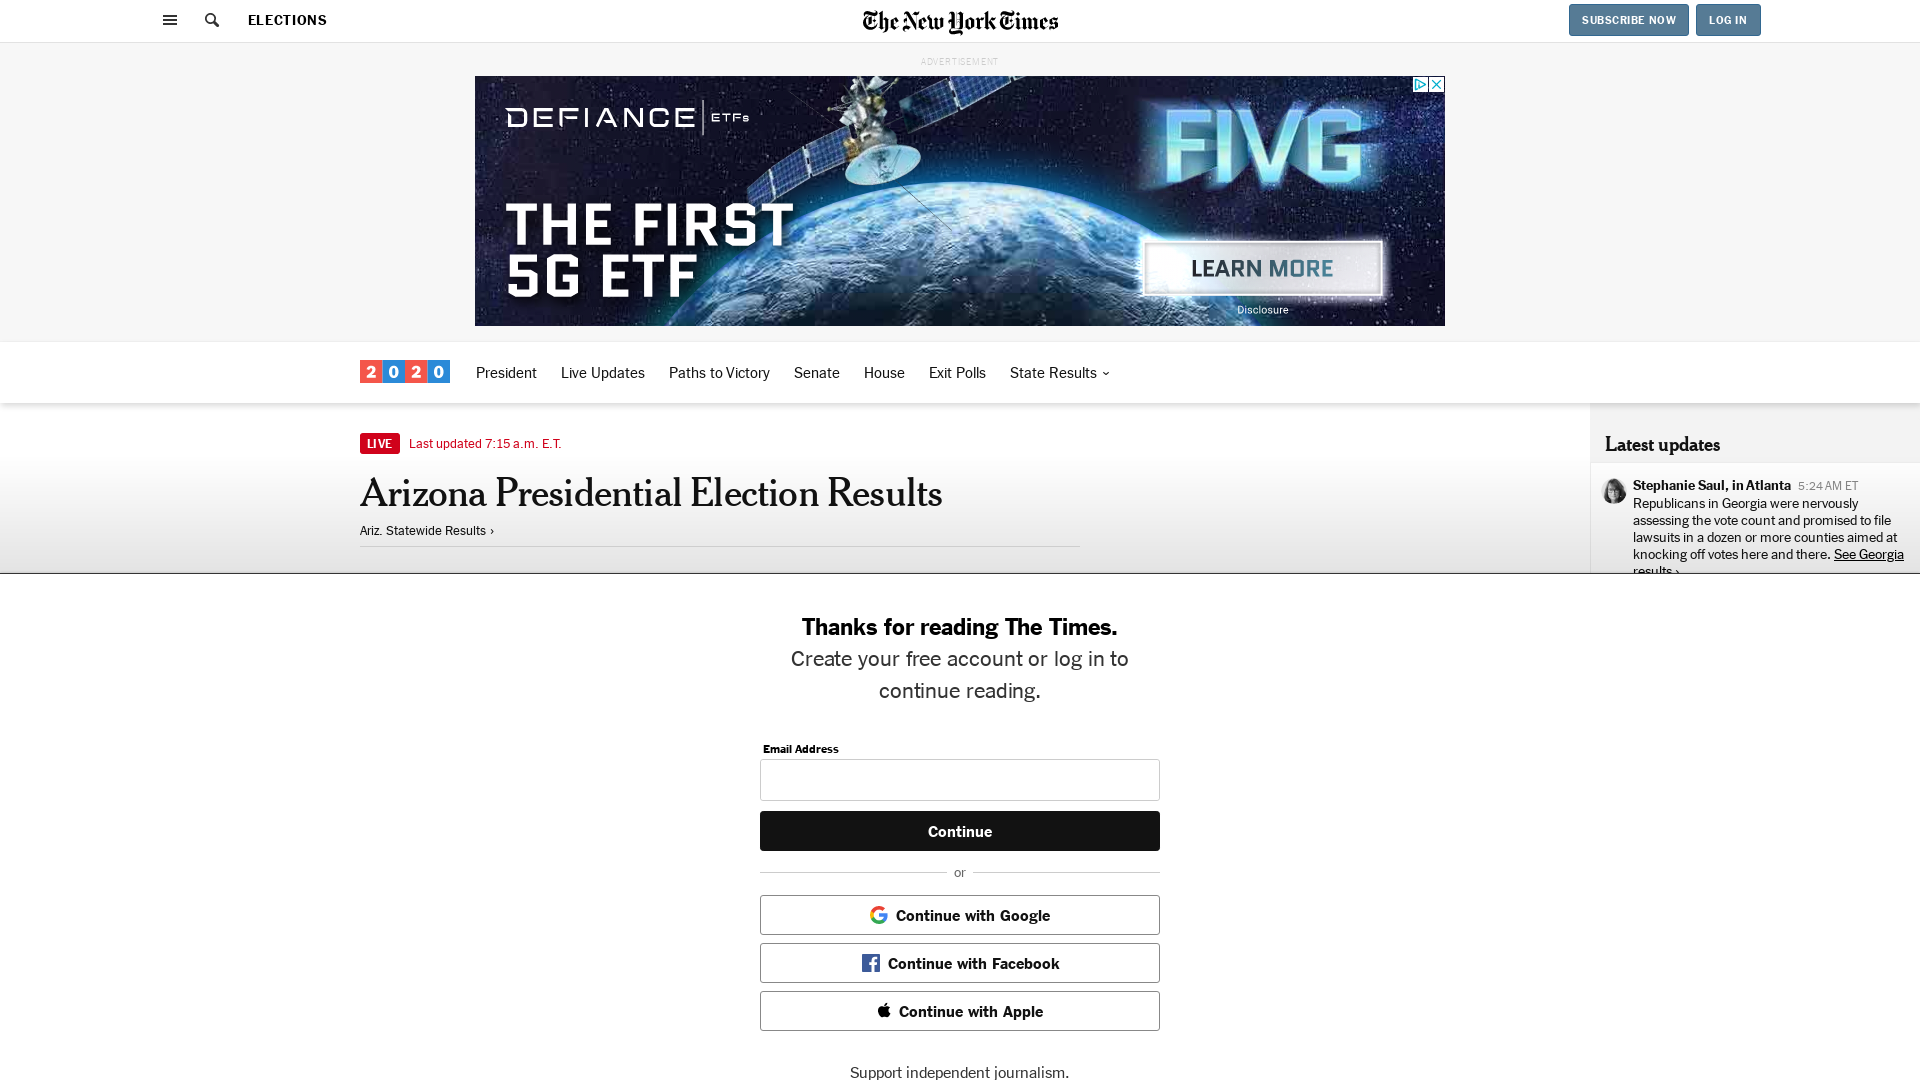 ELECTIONS
The New York Times
SUBSCRIBE NOW
LOG IN
ADVERTISEMENT
DEFIANCE | ETFs
FIVG
THE FIRST
5G ETF
LEARN MORE
Disclosure
2020
President
Live Updates
Paths to Victory
Senate
House
Exit Polls
State Results
LIVE
Last updated 7:15 a.m. E.T.
Arizona Presidential Election Results
Ariz. Statewide Results ›
Latest updates
Stephanie Saul, in Atlanta 5:24 AM ET
Republicans in Georgia were nervously
assessing the vote count and promised to file
lawsuits in a dozen or more counties aimed at
knocking off votes here and there. See Georgia
results ›
Thanks for reading The Times.
Create your free account or log in to
continue reading.
Email Address
Continue
or
Continue with Google
Continue with Facebook
Continue with Apple
Support independent journalism.